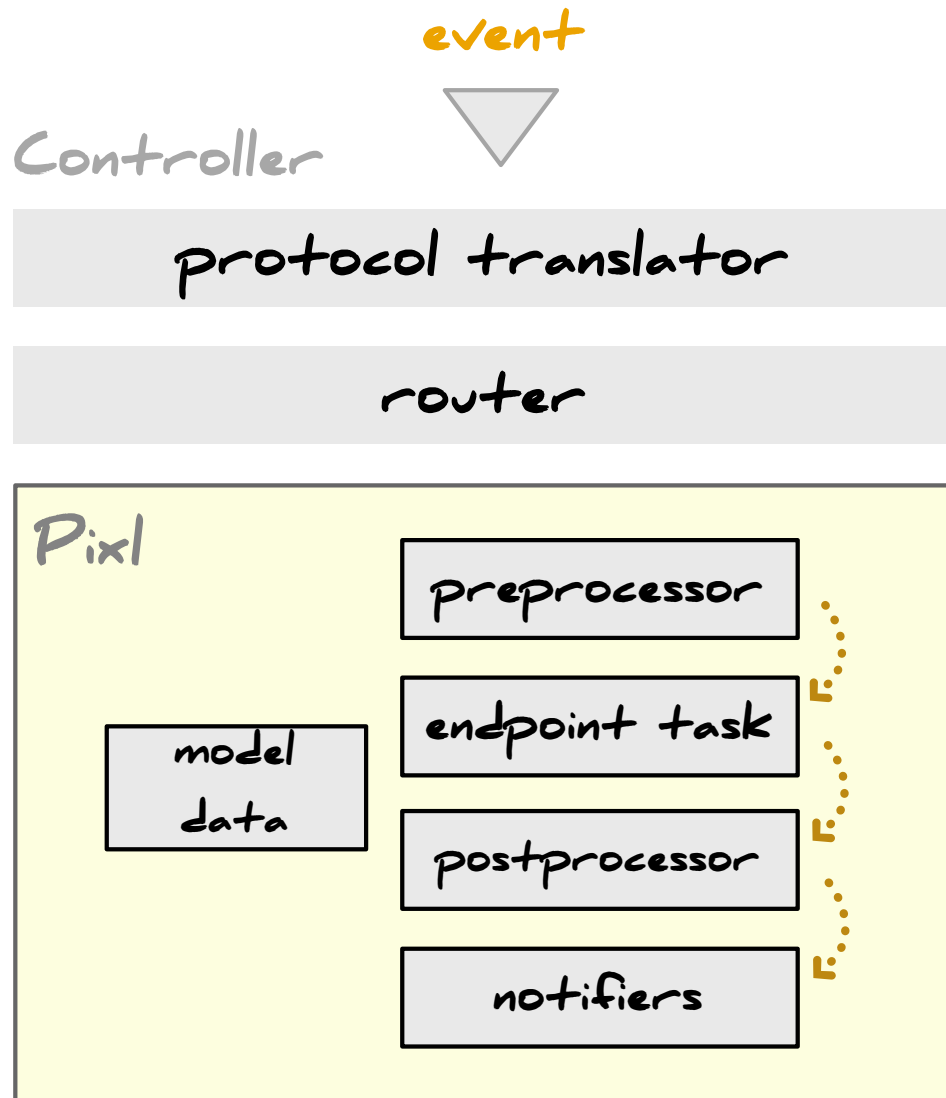 event
Controller
protocol translator
router
Pixl
preprocessor
endpoint task
model
data
postprocessor
notifiers